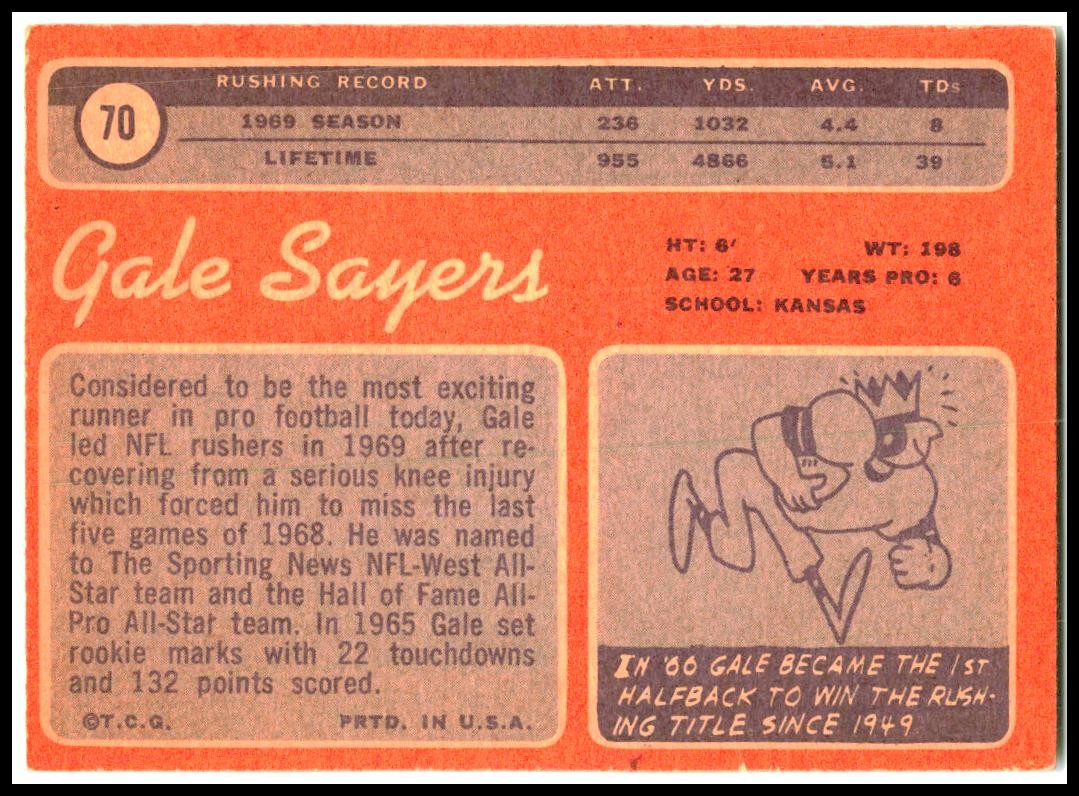 70
RUSHING RECORD ATT. YDS. AVG. TDs
1969 SEASON 236 1032 4.4 8
LIFETIME 955 4866 5.1 39
Gale Sayers
HT: 6' WT: 198
AGE: 27 YEARS PRO: 6
SCHOOL: KANSAS
Considered to be the most exciting
runner in pro football today, Gale
led NFL rushers in 1969 after re-
covering from a serious knee injury
which forced him to miss the last
five games of 1968. He was named
to The Sporting News NFL-West All-
Star team and the Hall of Fame All-
Pro All-Star team. In 1965 Gale set
rookie marks with 22 touchdowns
and 132 points scored.
©T.C.G. PRTD. IN U.S.A.
IN '66 GALE BECAME THE 1ST
HALFBACK TO WIN THE RUSH-
ING TITLE SINCE 1949